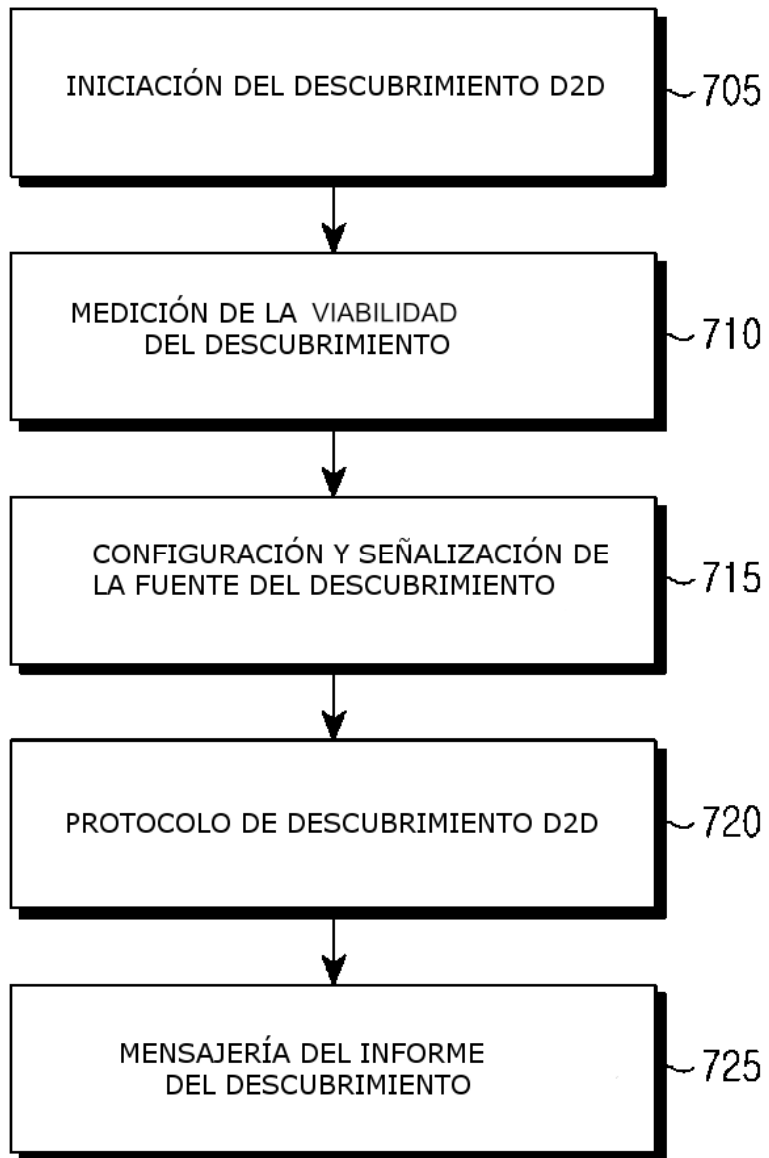 INICIACIÓN DEL DESCUBRIMIENTO D2D
705
MEDICIÓN DE LA VIABILIDAD
DEL DESCUBRIMIENTO
710
CONFIGURACIÓN Y SEÑALIZACIÓN DE
LA FUENTE DEL DESCUBRIMIENTO
715
PROTOCOLO DE DESCUBRIMIENTO D2D
720
MENSAJERÍA DEL INFORME
DEL DESCUBRIMIENTO
725